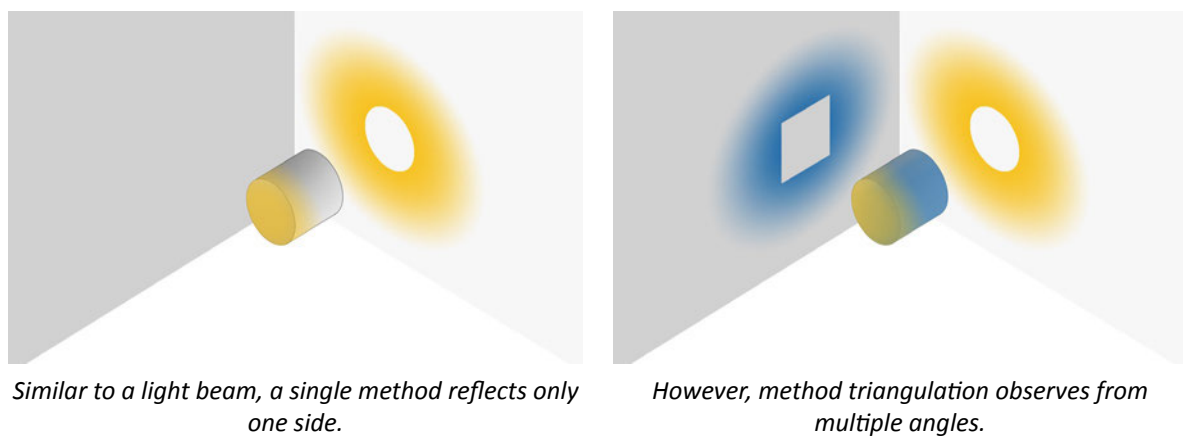 Similar to a light beam, a single method reflects only
one side.
However, method triangulation observes from
multiple angles.